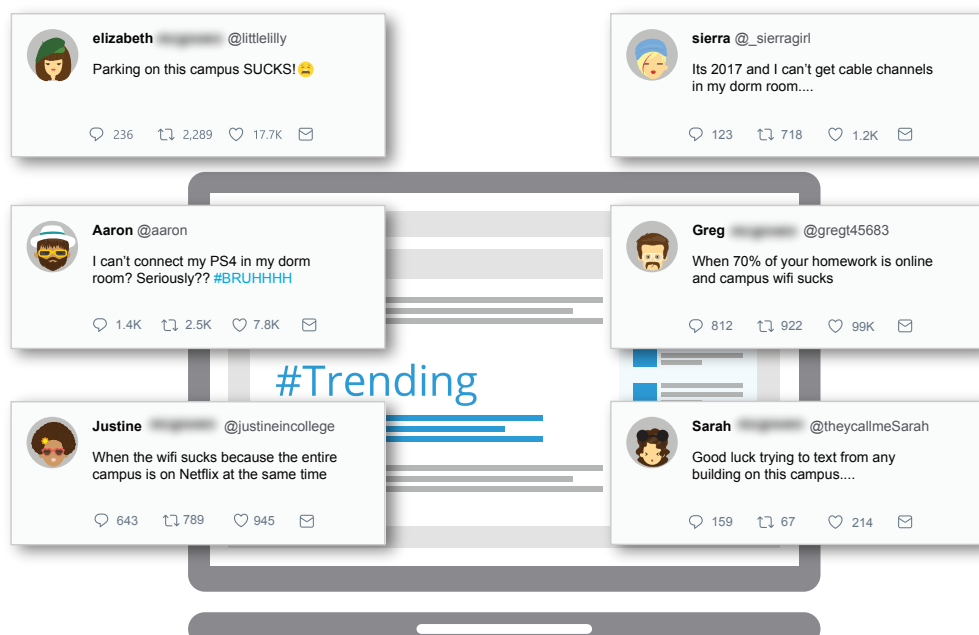 elizabeth @littlelilly
Parking on this campus SUCKS!😫
236 2,289 17.7K
sierra @_sierragirl
Its 2017 and I can't get cable channels
in my dorm room....
123 718 1.2K
Aaron @aaron
I can't connect my PS4 in my dorm
room? Seriously?? #BRUHHHH
1.4K 2.5K 7.8K
Greg @gregt45683
When 70% of your homework is online
and campus wifi sucks
812 922 99K
#Trending
Justine @justineincollege
When the wifi sucks because the entire
campus is on Netflix at the same time
643 789 945
Sarah @theycallmeSarah
Good luck trying to text from any
building on this campus....
159 67 214